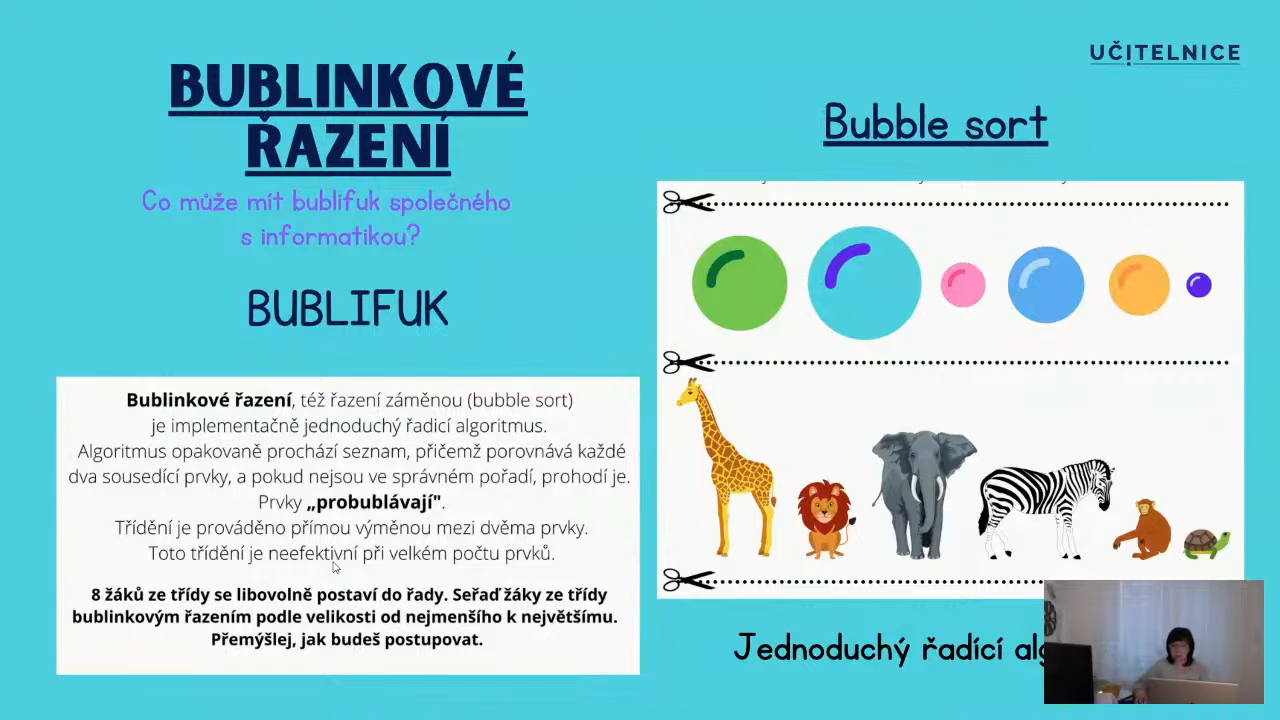 BUBLINKOVÉ
ŘAZENÍ
Co může mít bublifuk společného
s informatikou?
BUBLIFUK
Bublinkové řazení, též řazení záměnou (bubble sort)
je implementačně jednoduchý řadicí algoritmus.
Algoritmus opakovaně prochází seznam, přičemž porovnává každé
dva sousedící prvky, a pokud nejsou ve správném pořadí, prohodí je.
Prvky „probublávají".
Třídění je prováděno přímou výměnou mezi dvěma prvky.
Toto třídění je neefektivní při velkém počtu prvků.
8 žáků ze třídy se libovolně postaví do řady. Seřaď žáky ze třídy
bublinkovým řazením podle velikosti od nejmenšího k největšímu.
Přemýšlej, jak budeš postupovat.
UČITELNICE
Bubble sort
Jednoduchý řadící